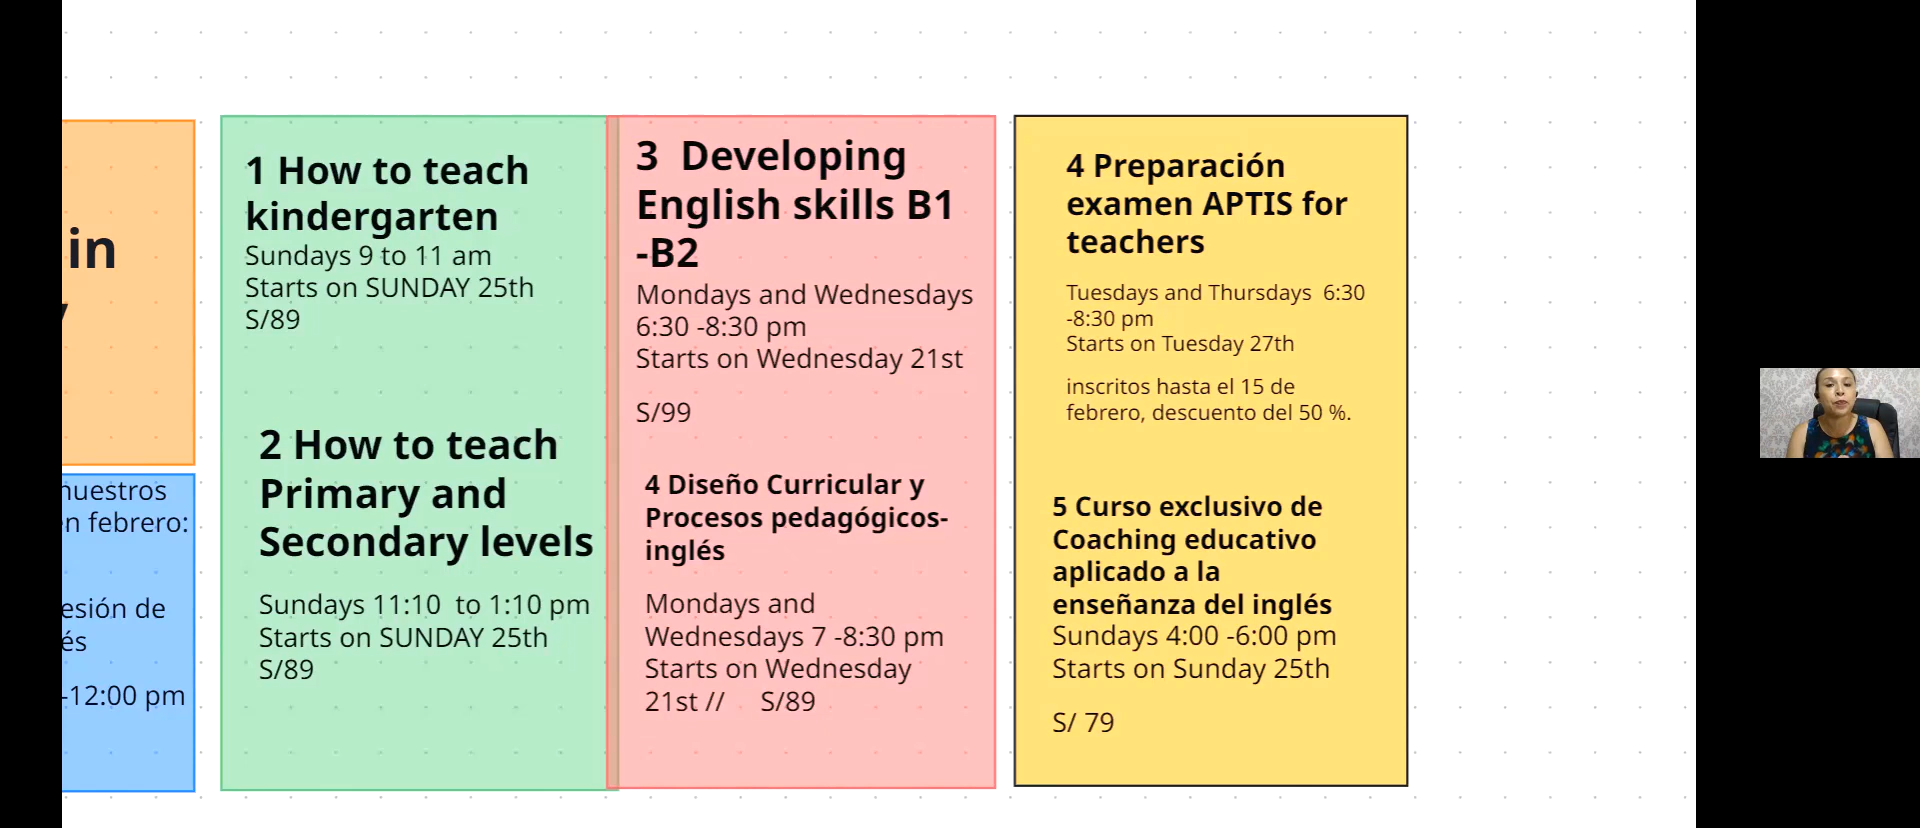 in
nuestros
en febrero:
esión de
és
-12:00 pm
1 How to teach
kindergarten
Sundays 9 to 11 am
Starts on SUNDAY 25th
S/89
2 How to teach
Primary and
Secondary levels
Sundays 11:10 to 1:10 pm
Starts on SUNDAY 25th
S/89
3 Developing
English skills B1
-B2
Mondays and Wednesdays
6:30 -8:30 pm
Starts on Wednesday 21st
S/99
4 Diseño Curricular y
Procesos pedagógicos-
inglés
Mondays and
Wednesdays 7 -8:30 pm
Starts on Wednesday
21st // S/89
4 Preparación
examen APTIS for
teachers
Tuesdays and Thursdays 6:30
-8:30 pm
Starts on Tuesday 27th
inscritos hasta el 15 de
febrero, descuento del 50 %.
5 Curso exclusivo de
Coaching educativo
aplicado a la
enseñanza del inglés
Sundays 4:00 -6:00 pm
Starts on Sunday 25th
S/ 79